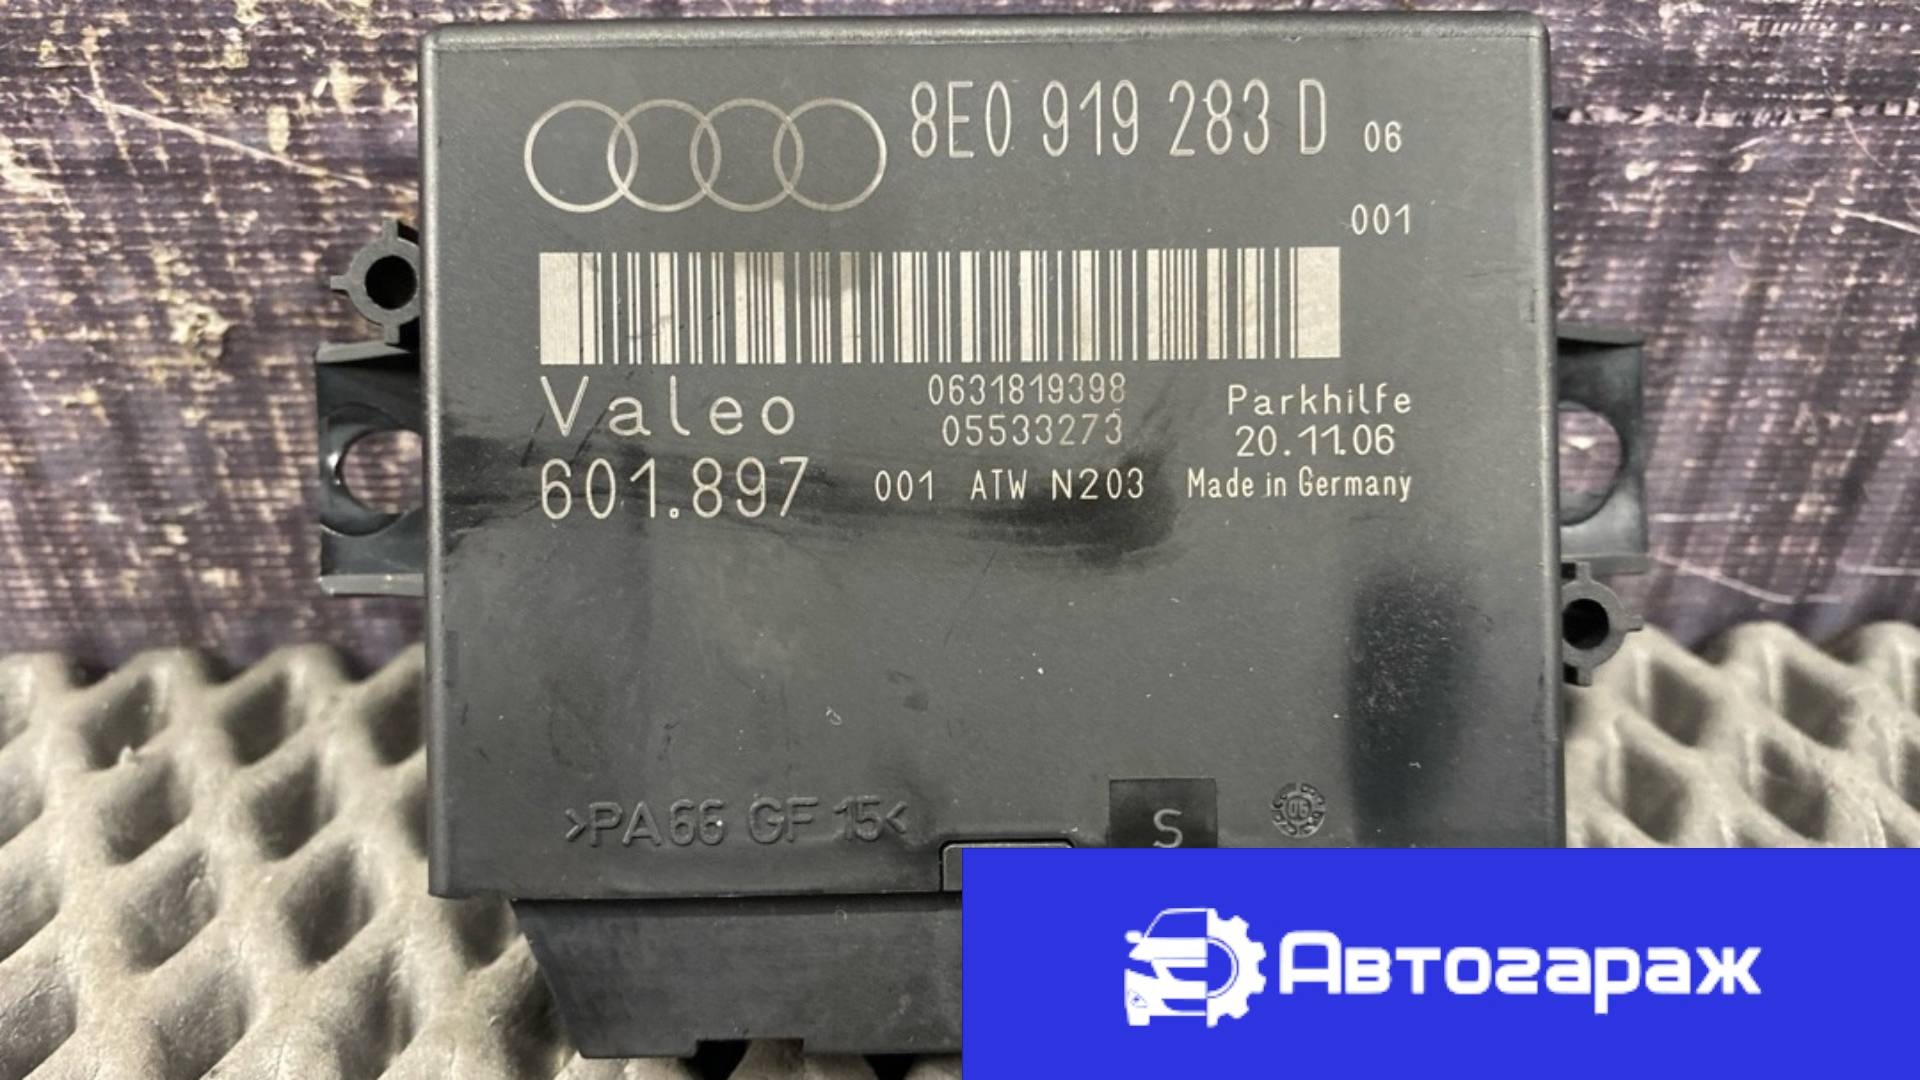 8E0 919 283 D 06
001
Valeo 0631819398 Parkhilfe
05533273 20.11.06
601.897 001 ATW N203 Made in Germany
>PA66 GF 15< S 06
Автогараж